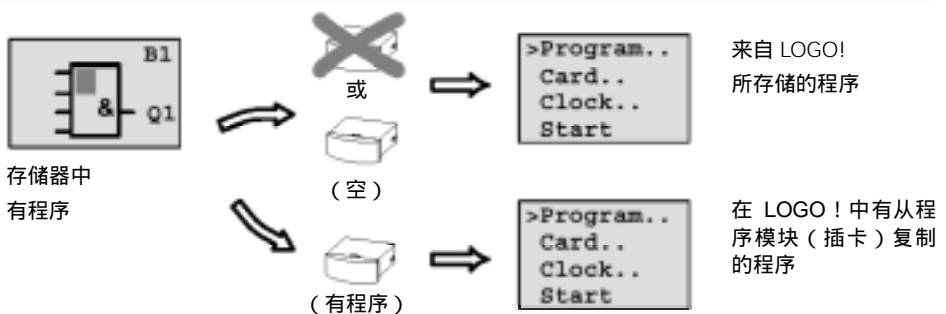 B1
&
Q1
存储器中
有程序
或
（空）
（有程序）
>Program..
Card..
Clock..
Start
来自 LOGO!
所存储的程序
>Program..
Card..
Clock..
Start
在 LOGO！中有从程
序模块（插卡）复制
的程序